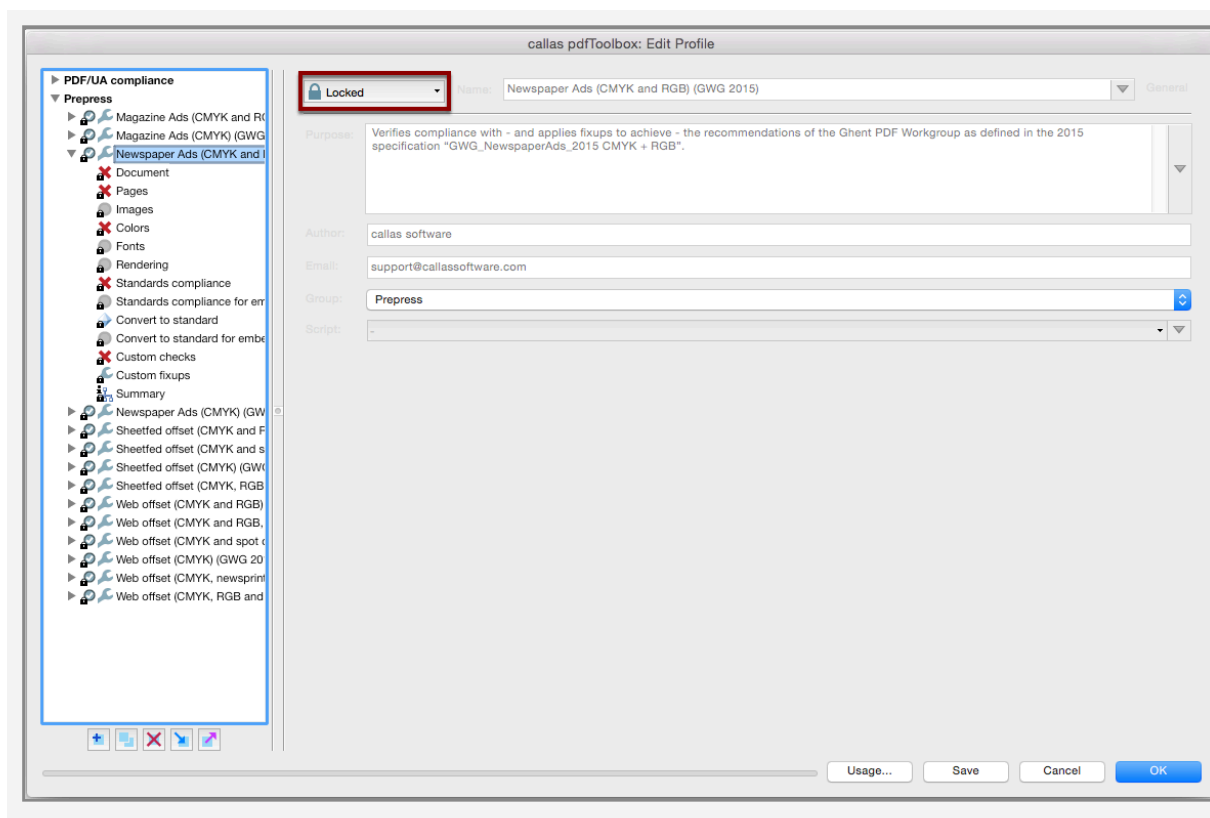 callas pdfToolbox: Edit Profile
PDF/UA compliance
Prepress
Magazine Ads (CMYK and RG
Magazine Ads (CMYK) (GWG
Newspaper Ads (CMYK and
Document
Pages
Images
Colors
Fonts
Rendering
Standards compliance
Standards compliance for em
Convert to standard
Convert to standard for embe
Custom checks
Custom fixups
Summary
Newspaper Ads (CMYK) (GW
Sheetfed offset (CMYK and
Sheetfed offset (CMYK and s
Sheetfed offset (CMYK) (GWG
Sheetfed offset (CMYK, RGB
Web offset (CMYK and RGB)
Web offset (CMYK and RGB,
Web offset (CMYK and spot c
Web offset (CMYK) (GWG 20
Web offset (CMYK, newsprint
Web offset (CMYK, RGB and
Locked
Name: Newspaper Ads (CMYK and RGB) (GWG 2015) General
Purpose: Verifies compliance with - and applies fixups to achieve - the recommendations of the Ghent PDF Workgroup as defined in the 2015
specification “GWG_NewspaperAds_2015 CMYK + RGB”.
Author: callas software
Email: support@callassoftware.com
Group: Prepress
Script: -
Usage... Save Cancel OK